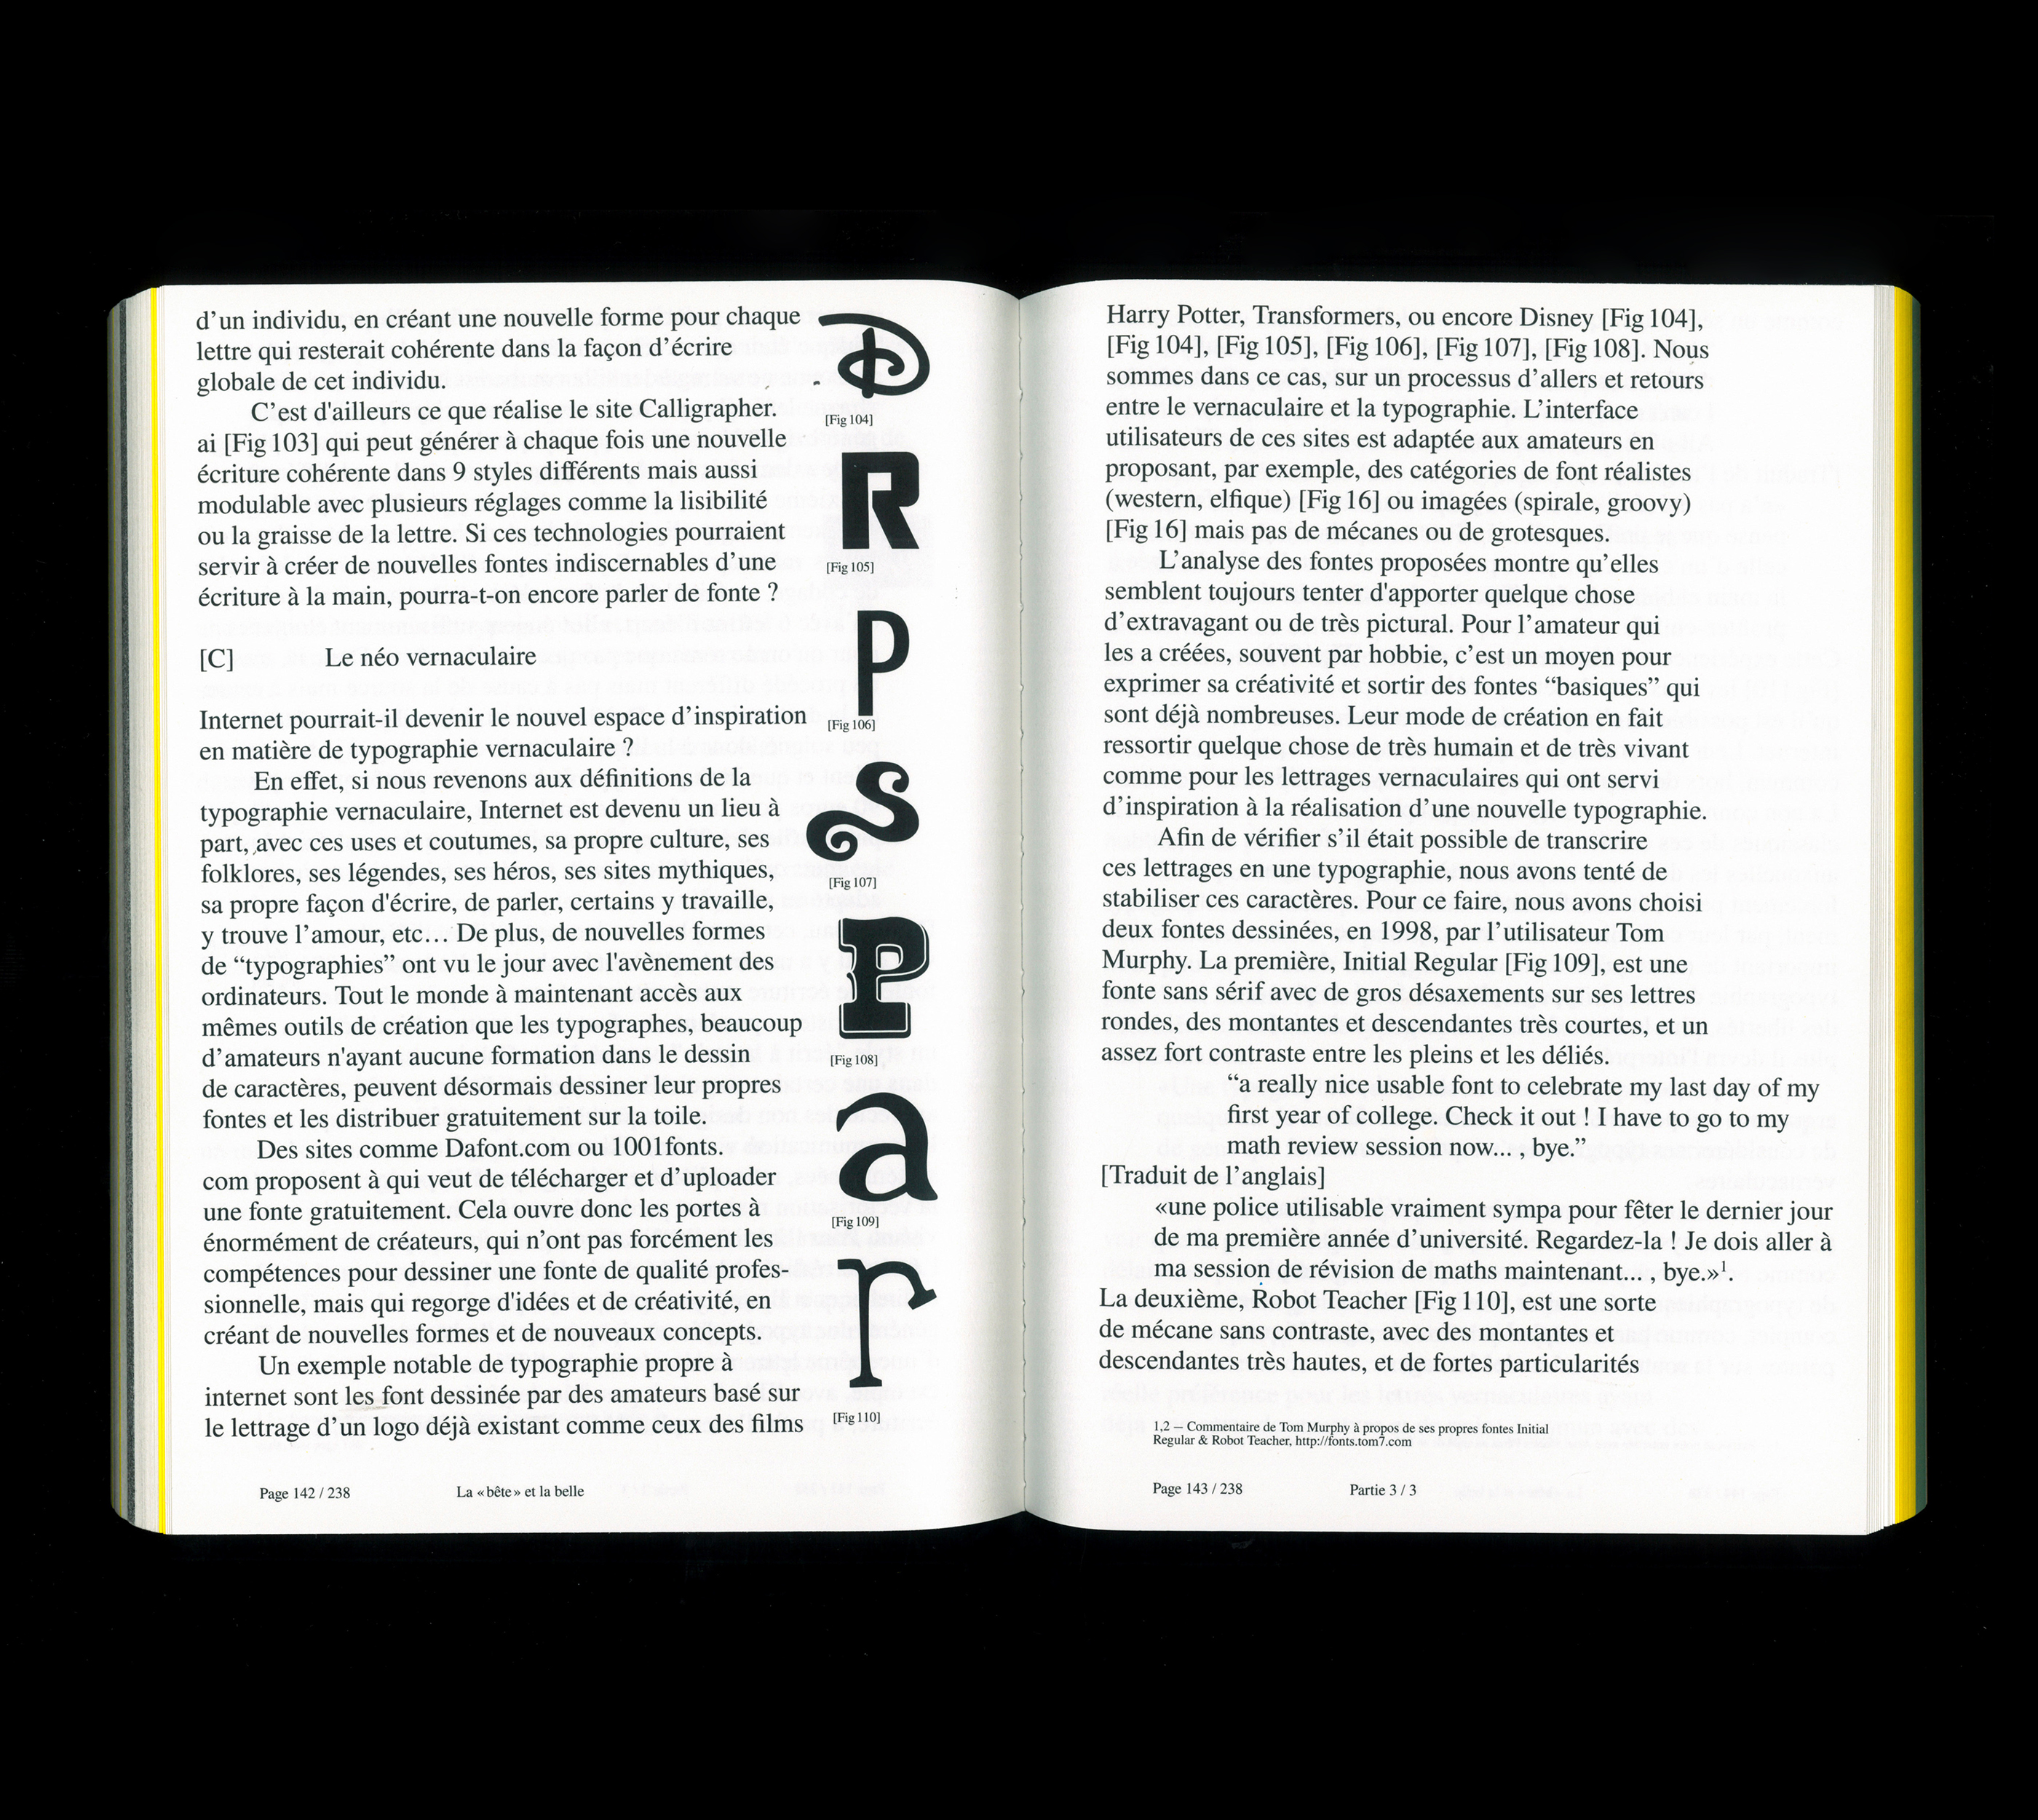 d’un individu, en créant une nouvelle forme pour chaque
lettre qui resterait cohérente dans la façon d’écrire
globale de cet individu.
C’est d'ailleurs ce que réalise le site Calligrapher.
ai [Fig 103] qui peut générer à chaque fois une nouvelle
écriture cohérente dans 9 styles différents mais aussi
modulable avec plusieurs réglages comme la lisibilité
ou la graisse de la lettre. Si ces technologies pourraient
servir à créer de nouvelles fontes indiscernables d’une
écriture à la main, pourra-t-on encore parler de fonte ?
[C] Le néo vernaculaire
Internet pourrait-il devenir le nouvel espace d’inspiration
en matière de typographie vernaculaire ?
En effet, si nous revenons aux définitions de la
typographie vernaculaire, Internet est devenu un lieu à
part, avec ces uses et coutumes, sa propre culture, ses
folklores, ses légendes, ses héros, ses sites mythiques,
sa propre façon d'écrire, de parler, certains y travaille,
y trouve l’amour, etc… De plus, de nouvelles formes
de “typographies” ont vu le jour avec l'avènement des
ordinateurs. Tout le monde à maintenant accès aux
mêmes outils de création que les typographes, beaucoup
d’amateurs n'ayant aucune formation dans le dessin
de caractères, peuvent désormais dessiner leur propres
fontes et les distribuer gratuitement sur la toile.
Des sites comme Dafont.com ou 1001fonts.
com proposent à qui veut de télécharger et d’uploader
une fonte gratuitement. Cela ouvre donc les portes à
énormément de créateurs, qui n’ont pas forcément les
compétences pour dessiner une fonte de qualité profes-
sionnelle, mais qui regorge d'idées et de créativité, en
créant de nouvelles formes et de nouveaux concepts.
Un exemple notable de typographie propre à
internet sont les font dessinée par des amateurs basé sur
le lettrage d’un logo déjà existant comme ceux des films
D
[Fig 104]
R
[Fig 105]
P
[Fig 106]
S
[Fig 107]
P
[Fig 108]
a
[Fig 109]
r
[Fig 110]
Page 142 / 238 La «bête» et la belle
Harry Potter, Transformers, ou encore Disney [Fig 104],
[Fig 104], [Fig 105], [Fig 106], [Fig 107], [Fig 108]. Nous
sommes dans ce cas, sur un processus d’allers et retours
entre le vernaculaire et la typographie. L’interface
utilisateurs de ces sites est adaptée aux amateurs en
proposant, par exemple, des catégories de font réalistes
(western, elfique) [Fig 16] ou imagées (spirale, groovy)
[Fig 16] mais pas de mécanes ou de grotesques.
L’analyse des fontes proposées montre qu’elles
semblent toujours tenter d'apporter quelque chose
d’extravagant ou de très pictural. Pour l’amateur qui
les a créées, souvent par hobbie, c’est un moyen pour
exprimer sa créativité et sortir des fontes “basiques” qui
sont déjà nombreuses. Leur mode de création en fait
ressortir quelque chose de très humain et de très vivant
comme pour les lettrages vernaculaires qui ont servi
d’inspiration à la réalisation d’une nouvelle typographie.
Afin de vérifier s’il était possible de transcrire
ces lettrages en une typographie, nous avons tenté de
stabiliser ces caractères. Pour ce faire, nous avons choisi
deux fontes dessinées, en 1998, par l’utilisateur Tom
Murphy. La première, Initial Regular [Fig 109], est une
fonte sans sérif avec de gros désaxements sur ses lettres
rondes, des montantes et descendantes très courtes, et un
assez fort contraste entre les pleins et les déliés.
“a really nice usable font to celebrate my last day of my
first year of college. Check it out ! I have to go to my
math review session now... , bye.”
[Traduit de l’anglais]
«une police utilisable vraiment sympa pour fêter le dernier jour
de ma première année d’université. Regardez-la ! Je dois aller à
ma session de révision de maths maintenant... , bye.»¹.
La deuxième, Robot Teacher [Fig 110], est une sorte
de mécane sans contraste, avec des montantes et
descendantes très hautes, et de fortes particularités
1,2 – Commentaire de Tom Murphy à propos de ses propres fontes Initial
Regular & Robot Teacher, http://fonts.tom7.com
Page 143 / 238 Partie 3 / 3